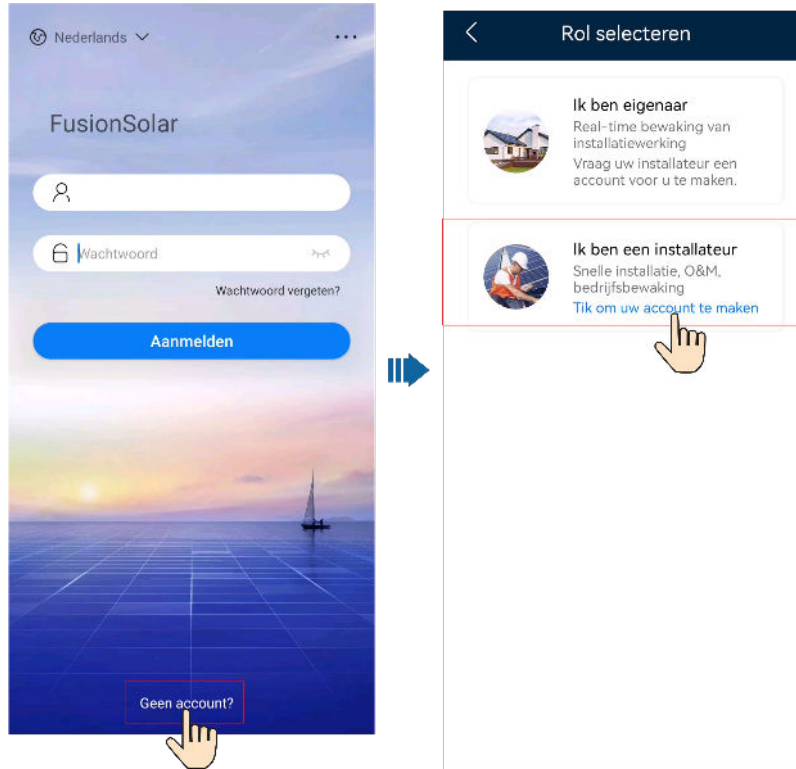 Nederlands
FusionSolar
Wachtwoord
Wachtwoord vergeten?
Aanmelden
Geen account?
Rol selecteren
Ik ben eigenaar
Real-time bewaking van
installatiewerking
Vraag uw installateur een
account voor u te maken.
Ik ben een installateur
Snelle installatie, O&M,
bedrijfsbewaking
Tik om uw account te maken